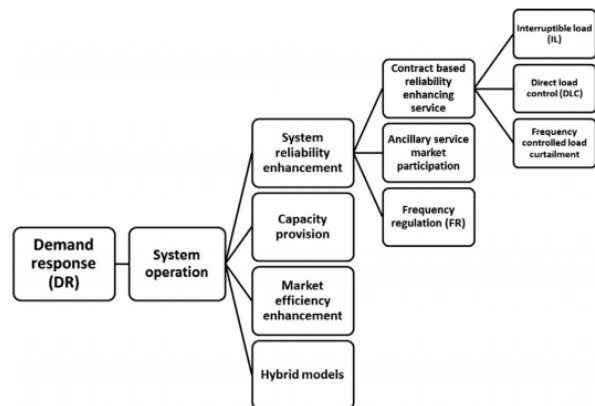 Demand
response
(DR)
System
operation
System
reliability
enhancement
Capacity
provision
Market
efficiency
enhancement
Hybrid models
Contract based
reliability
enhancing
service
Ancillary service
market
participation
Frequency
regulation (FR)
Interruptible load
(IL)
Direct load
control (DLC)
Frequency
controlled load
curtailment